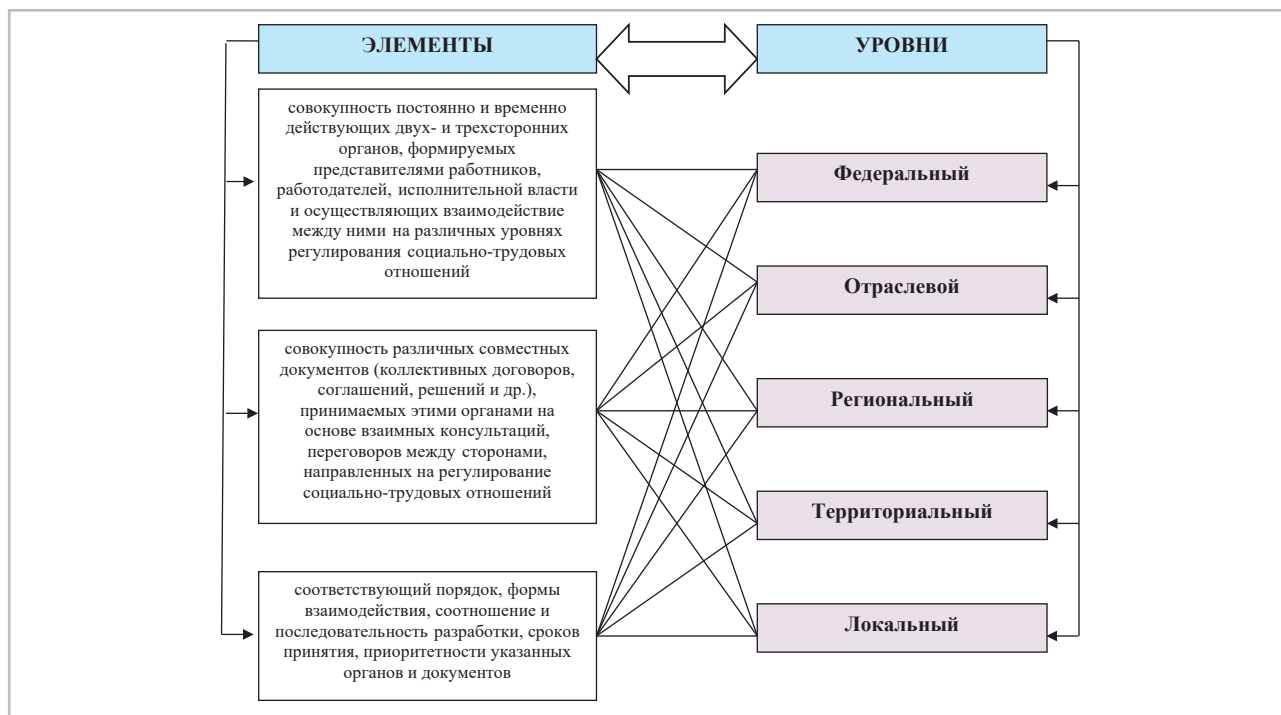 ЭЛЕМЕНТЫ
УРОВНИ
совокупность постоянно и временно
действующих двух- и трехсторонних
органов, формируемых
представителями работников,
работодателей, исполнительной власти
и осуществляющих взаимодействие
между ними на различных уровнях
регулирования социально-трудовых
отношений
совокупность различных совместных
документов (коллективных договоров,
соглашений, решений и др.),
принимаемых этими органами на
основе взаимных консультаций,
переговоров между сторонами,
направленных на регулирование
социально-трудовых отношений
соответствующий порядок, формы
взаимодействия, соотношение и
последовательность разработки, сроков
принятия, приоритетности указанных
органов и документов
Федеральный
Отраслевой
Региональный
Территориальный
Локальный